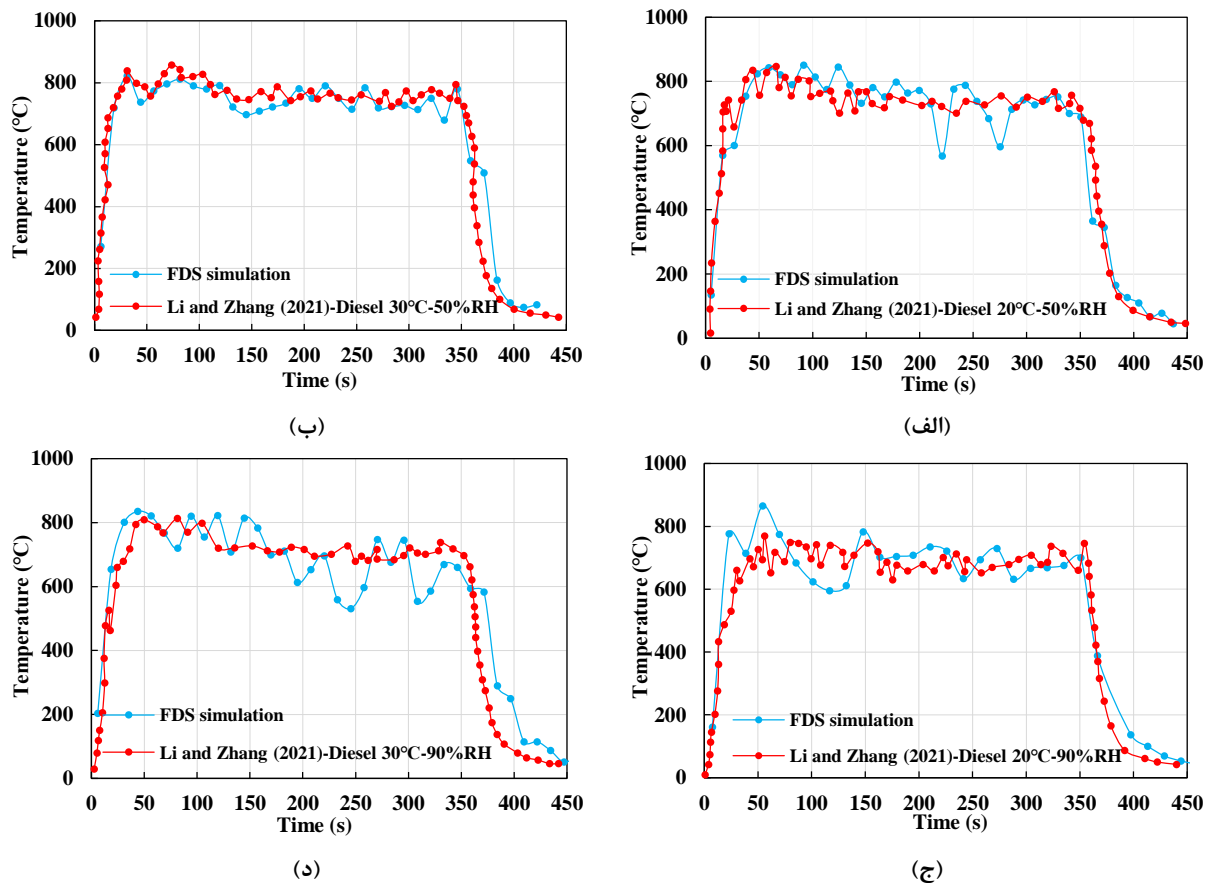 1000
800
600
400
200
0
Temperature (°C)
FDS simulation
Li and Zhang (2021)-Diesel 30°C-50%RH
0 50 100 150 200 250 300 350 400 450
Time (s)
(ب)
1000
800
600
400
200
0
Temperature (°C)
FDS simulation
Li and Zhang (2021)-Diesel 20°C-50%RH
0 50 100 150 200 250 300 350 400 450
Time (s)
(الف)
1000
800
600
400
200
0
Temperature (°C)
FDS simulation
Li and Zhang (2021)-Diesel 30°C-90%RH
0 50 100 150 200 250 300 350 400 450
Time (s)
(د)
1000
800
600
400
200
0
Temperature (°C)
FDS simulation
Li and Zhang (2021)-Diesel 20°C-90%RH
0 50 100 150 200 250 300 350 400 450
Time (s)
(ج)